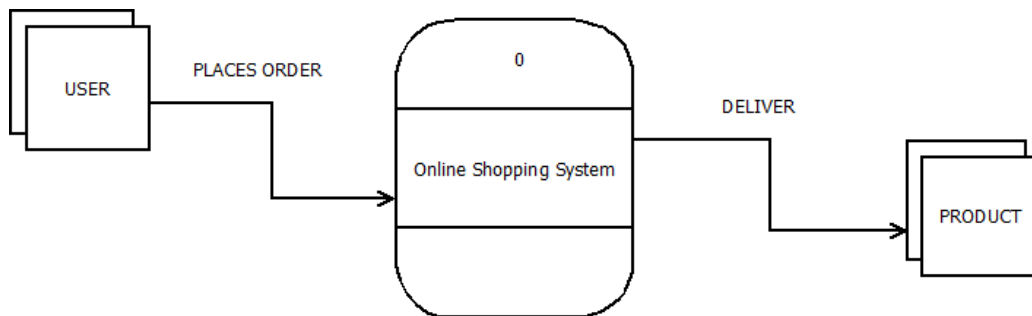 USER
PLACES ORDER
0
Online Shopping System
DELIVER
PRODUCT